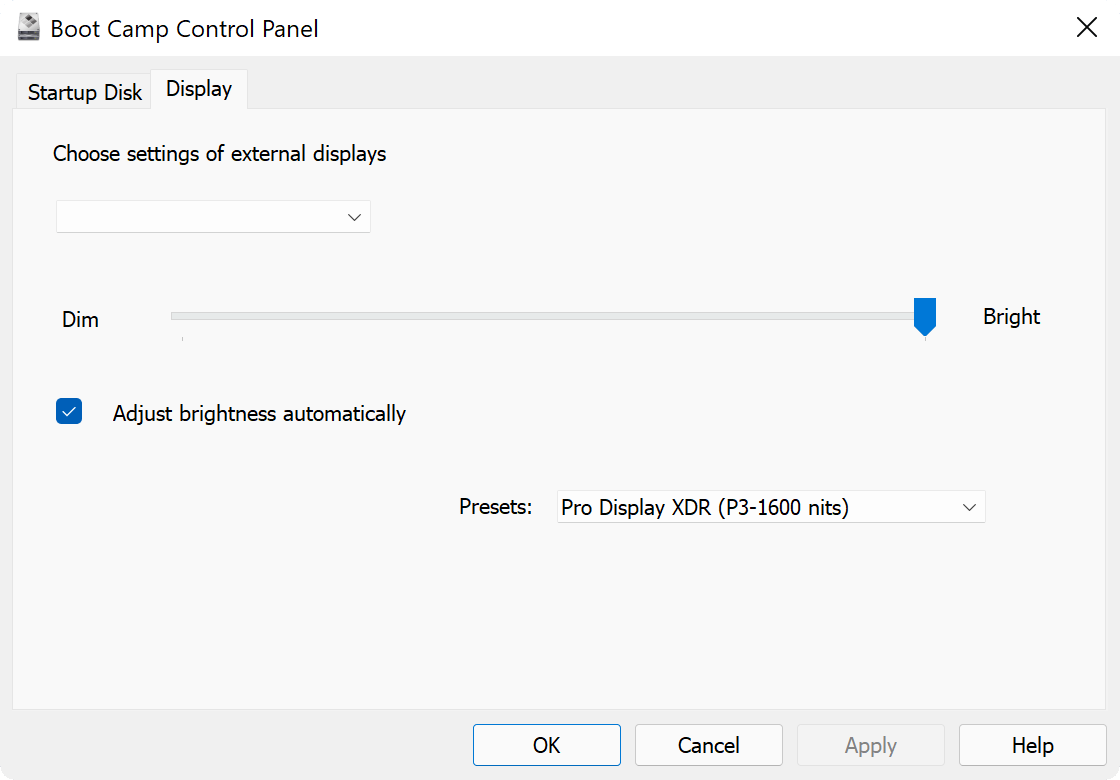 Boot Camp Control Panel
Startup Disk
Display
Choose settings of external displays
Dim
Bright
Adjust brightness automatically
Presets:
Pro Display XDR (P3-1600 nits)
OK
Cancel
Apply
Help